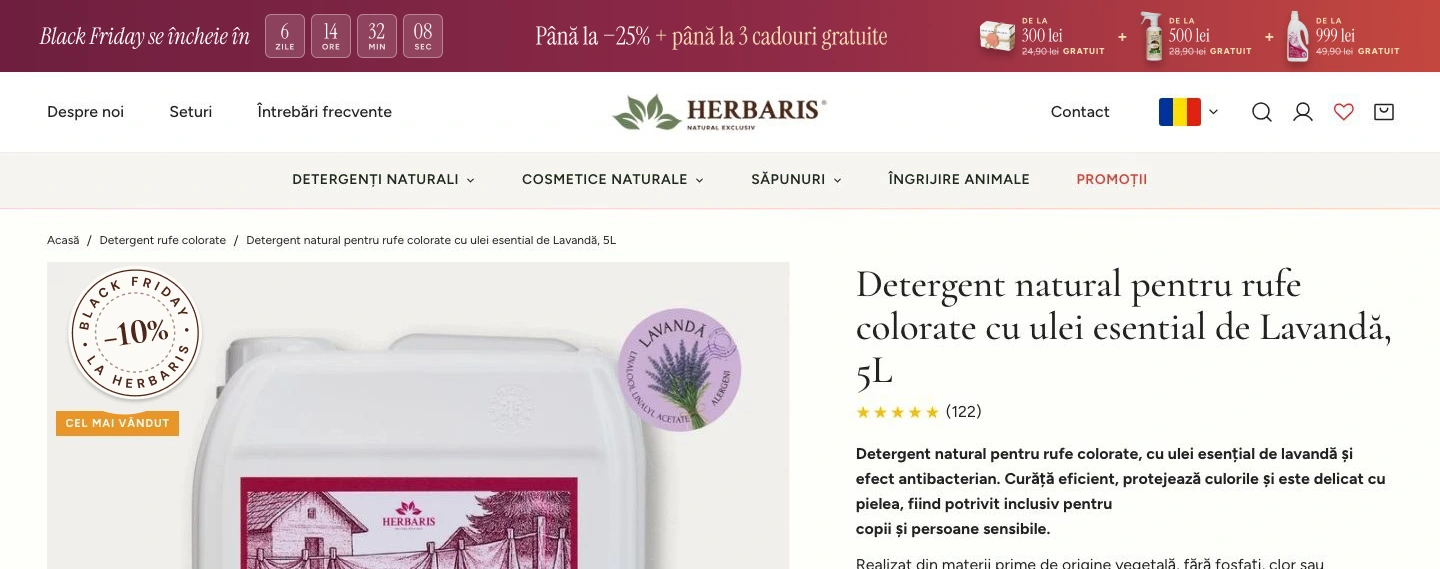 Black Friday se încheie în
6 14 32 08
ZILE ORE MIN SEC
Până la −25% + până la 3 cadouri gratuite
DE LA
300 lei
24,90 lei GRATUIT
+
DE LA
500 lei
28,90 lei GRATUIT
+
DE LA
999 lei
49,90 lei GRATUIT
Despre noi
Seturi
Întrebări frecvente
HERBARIS®
NATURAL EXCLUSIV
Contact
DETERGENȚI NATURALI
COSMETICE NATURALE
SĂPUNURI
ÎNGRIJIRE ANIMALE
PROMOȚII
Acasă / Detergent rufe colorate / Detergent natural pentru rufe colorate cu ulei esential de Lavandă, 5L
BLACK FRIDAY
-10%
LA HERBARIS
CEL MAI VÂNDUT
LAVANDĂ
LINALOOL, LINALYL ACETATE
ALERGENI
HERBARIS
Detergent natural pentru rufe
colorate cu ulei esential de Lavandă,
5L
★★★★★ (122)
Detergent natural pentru rufe colorate, cu ulei esențial de lavandă și
efect antibacterian. Curăță eficient, protejează culorile și este delicat cu
pielea, fiind potrivit inclusiv pentru
copii și persoane sensibile.
Realizat din materii prime de origine vegetală, fără fosfați, clor sau